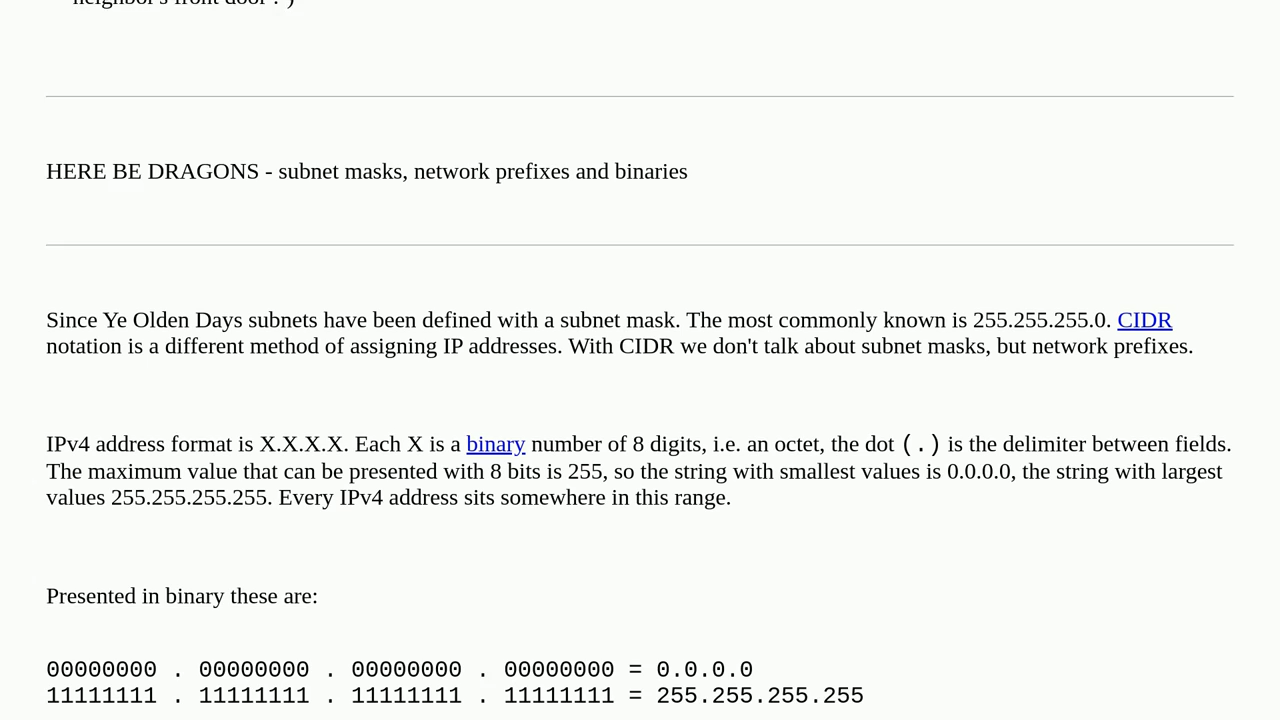 neighbor's front door ? )
HERE BE DRAGONS - subnet masks, network prefixes and binaries
Since Ye Olden Days subnets have been defined with a subnet mask. The most commonly known is 255.255.255.0. CIDR
notation is a different method of assigning IP addresses. With CIDR we don't talk about subnet masks, but network prefixes.
IPv4 address format is X.X.X.X. Each X is a binary number of 8 digits, i.e. an octet, the dot (.) is the delimiter between fields.
The maximum value that can be presented with 8 bits is 255, so the string with smallest values is 0.0.0.0, the string with largest
values 255.255.255.255. Every IPv4 address sits somewhere in this range.
Presented in binary these are:
00000000 . 00000000 . 00000000 . 00000000 = 0.0.0.0
11111111 . 11111111 . 11111111 . 11111111 = 255.255.255.255